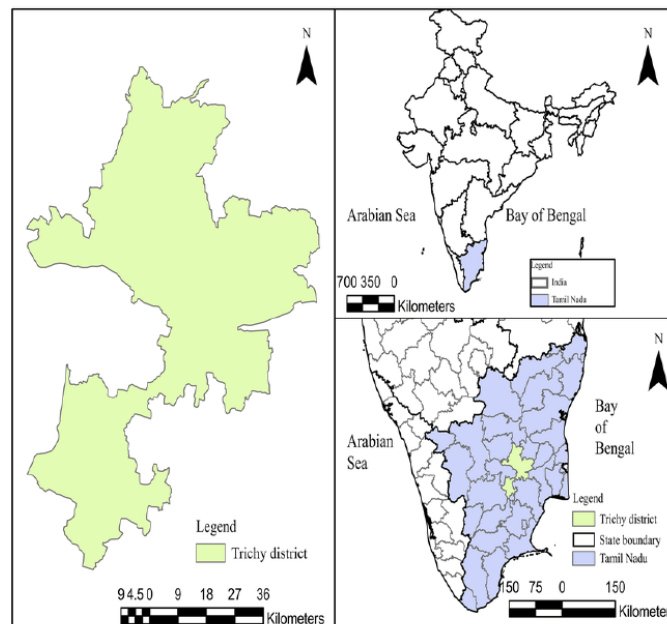 N
Legend
Trichy district
9 4.5 0 9 18 27 36
Kilometers
N
Arabian Sea
Bay of Bengal
Legend
India
Tamil Nadu
700 350 0
Kilometers
N
Arabian
Sea
Bay
of
Bengal
Legend
Trichy district
State boundary
Tamil Nadu
150 75 0 150
Kilometers